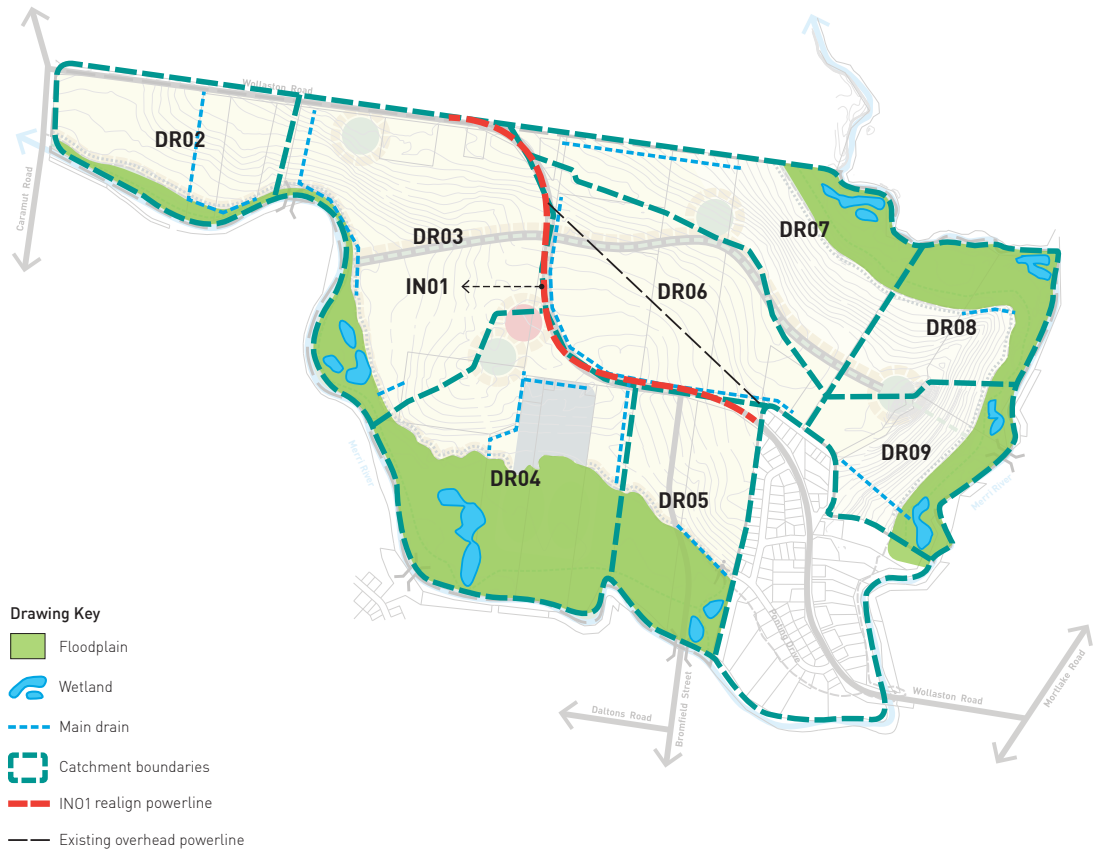 Wollaston Road
DR02
Caramut Road
DR03
DR07
IN01
DR06
DR08
DR09
DR04
DR05
Merri River
Merri River
Ponting Drive
Wollaston Road
Mortlake Road
Daltons Road
Bromfield Street
Drawing Key
Floodplain
Wetland
Main drain
Catchment boundaries
IN01 realign powerline
Existing overhead powerline